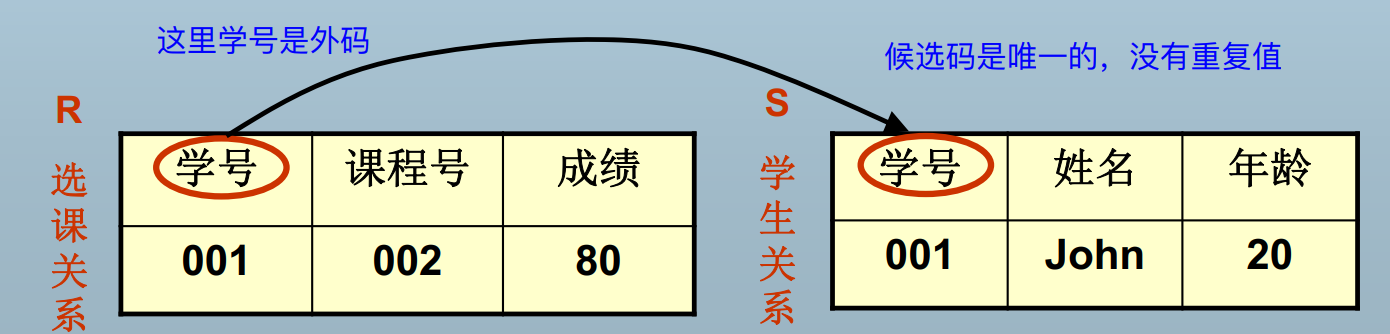 这里学号是外码
候选码是唯一的，没有重复值
R
选课关系
学号 课程号 成绩
001 002 80
S
学生关系
学号 姓名 年龄
001 John 20